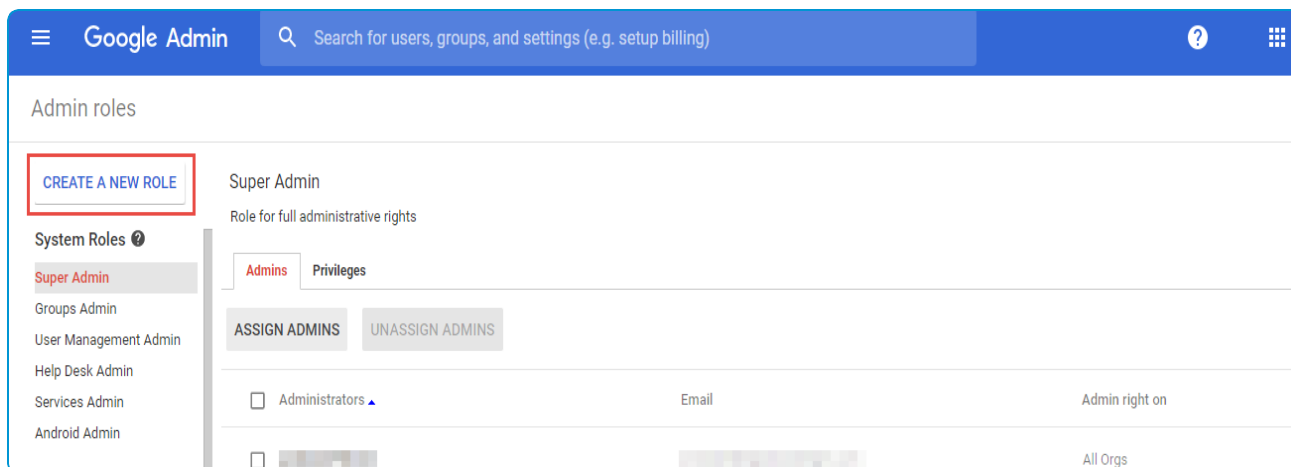 Google Admin
Search for users, groups, and settings (e.g. setup billing)
Admin roles
CREATE A NEW ROLE
System Roles
Super Admin
Groups Admin
User Management Admin
Help Desk Admin
Services Admin
Android Admin
Super Admin
Role for full administrative rights
Admins Privileges
ASSIGN ADMINS UNASSIGN ADMINS
Administrators Email Admin right on
All Orgs